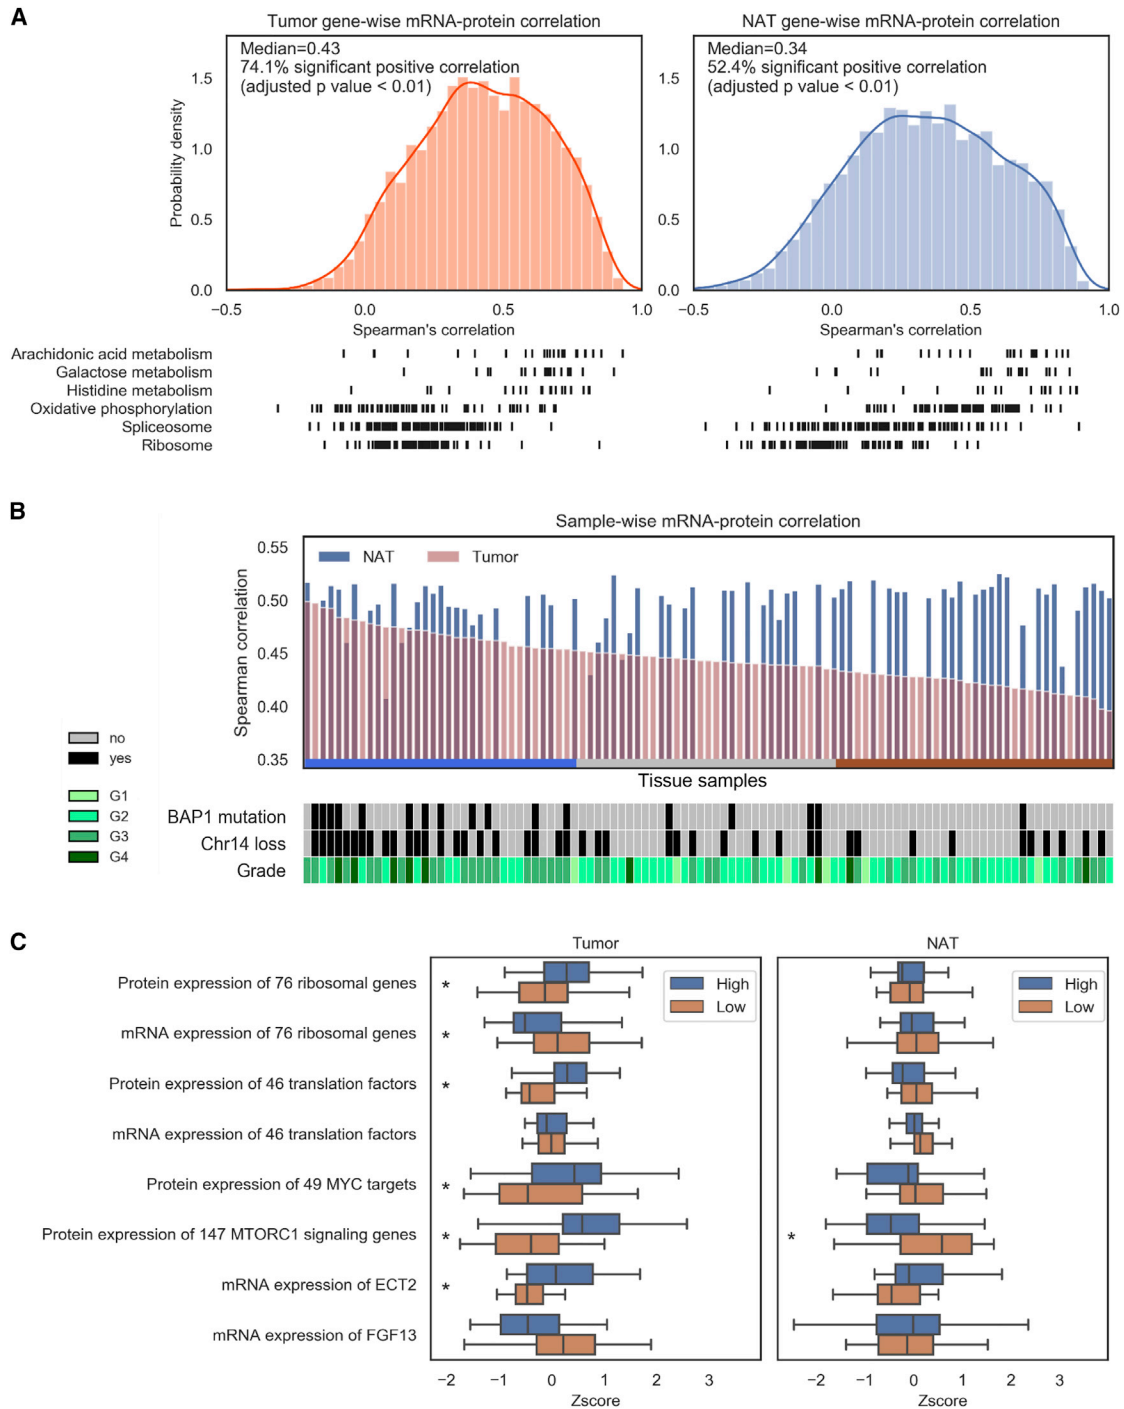 A
Tumor gene-wise mRNA-protein correlation
NAT gene-wise mRNA-protein correlation
Median=0.43
74.1% significant positive correlation
(adjusted p value < 0.01)
Median=0.34
52.4% significant positive correlation
(adjusted p value < 0.01)
Probability density
1.5
1.0
0.5
0.0
1.5
1.0
0.5
0.0
−0.5 0.0 0.5 1.0
−0.5 0.0 0.5 1.0
Spearman's correlation
Spearman's correlation
Arachidonic acid metabolism
Galactose metabolism
Histidine metabolism
Oxidative phosphorylation
Spliceosome
Ribosome
B
Sample-wise mRNA-protein correlation
NAT
Tumor
Spearman correlation
0.55
0.50
0.45
0.40
0.35
Tissue samples
no
yes
G1
G2
G3
G4
BAP1 mutation
Chr14 loss
Grade
C
Tumor
NAT
High
Low
High
Low
Protein expression of 76 ribosomal genes *
mRNA expression of 76 ribosomal genes *
Protein expression of 46 translation factors *
mRNA expression of 46 translation factors
Protein expression of 49 MYC targets *
Protein expression of 147 MTORC1 signaling genes * *
mRNA expression of ECT2 *
mRNA expression of FGF13
−2 −1 0 1 2 3
−2 −1 0 1 2 3
Zscore
Zscore